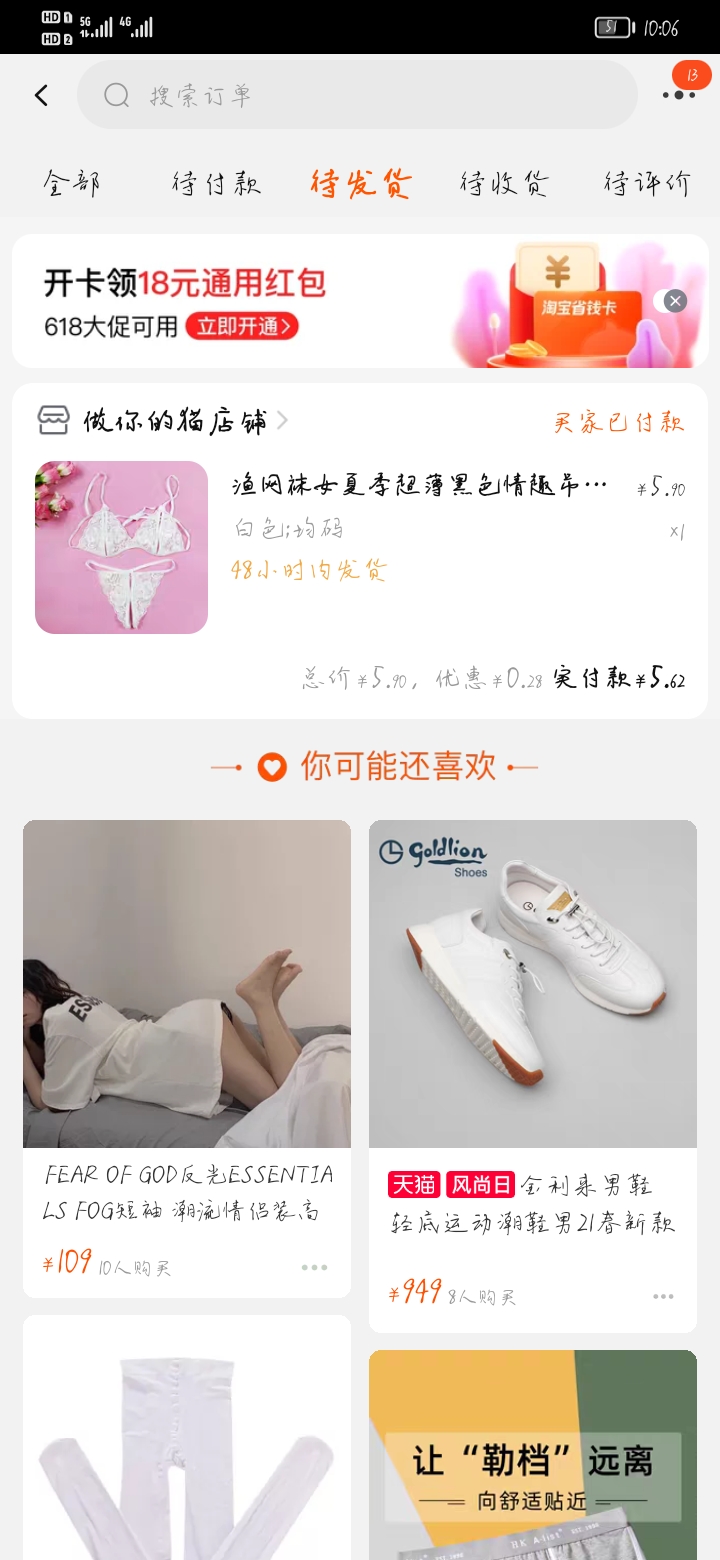 HD 1 5G 4G
HD 2
51 10:06
搜索订单
13
全部 待付款 待发货 待收货 待评价
开卡领18元通用红包
618大促可用 立即开通
¥
淘宝省钱卡
做你的猫店铺 买家已付款
渔网袜女夏季超薄黑色情趣吊… ¥5.90
白色;均码 x1
48小时内发货
总价¥5.90，优惠¥0.28 实付款¥5.62
你可能还喜欢
ESS
FEAR OF GOD反光ESSENTIA
LS FOG短袖 潮流情侣装高
¥109 10人购买
goldlion
Shoes
天猫 风尚日 金利来男鞋
轻底运动潮鞋男21春新款
¥949 8人购买
让“勒档”远离
向舒适贴近